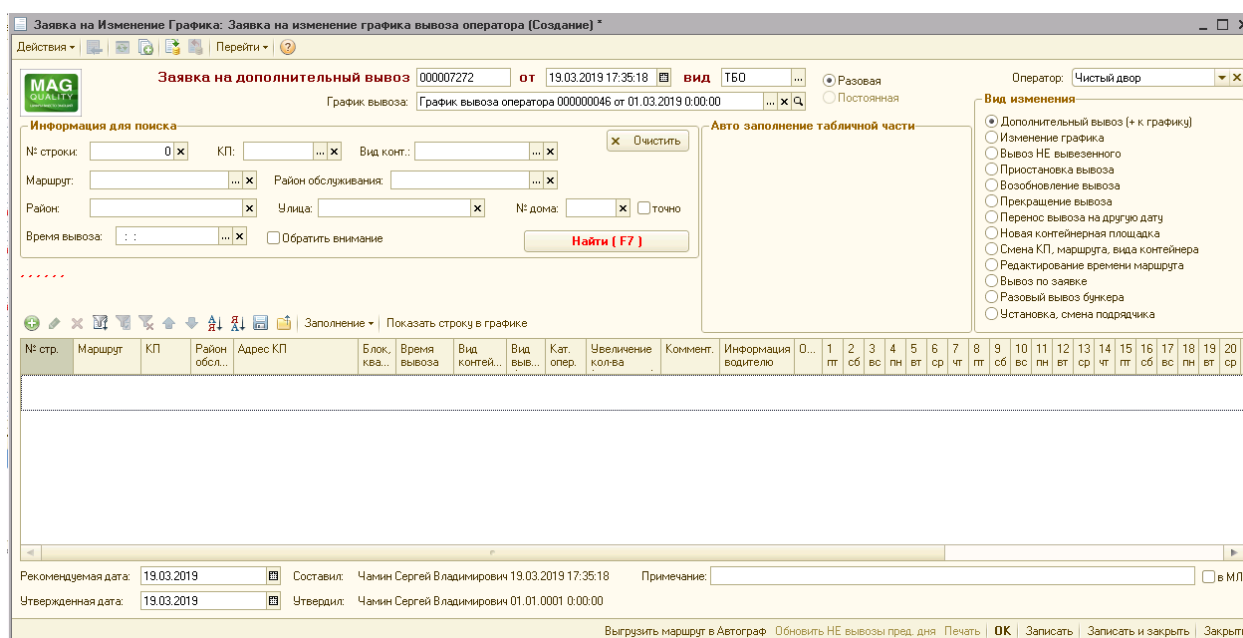 Заявка на Изменение Графика: Заявка на изменение графика вывоза оператора (Создание) *
Действия Перейти
MAG QUALITY
Заявка на дополнительный вывоз 000007272 от 19.03.2019 17:35:18 вид ТБО ... Разовая Оператор: Чистый двор
График вывоза: График вывоза оператора 000000046 от 01.03.2019 0:00:00 ... Постоянная
Информация для поиска
№ строки: 0 КП: ... Вид конт.: ... Очистить
Маршрут: ... Район обслуживания: ...
Район: Улица: № дома: точно
Время вывоза: : : ... Обратить внимание Найти ( F7 )
Авто заполнение табличной части
Вид изменения
Дополнительный вывоз (+ к графику)
Изменение графика
Вывоз НЕ вывезенного
Приостановка вывоза
Возобновление вывоза
Прекращение вывоза
Перенос вывоза на другую дату
Новая контейнерная площадка
Смена КП, маршрута, вида контейнера
Редактирование времени маршрута
Вывоз по заявке
Разовый вывоз бункера
Установка, смена подрядчика
, , , , , ,
Заполнение Показать строку в графике
№ стр. Маршрут КП Район Адрес КП Блок, Время Вид Вид Кат. Увеличение Коммент. Информация О... 1 2 3 4 5 6 7 8 9 10 11 12 13 14 15 16 17 18 19 20
обсл... ква... вывоза контей... выв... опер. кол-ва водителю пт сб вс пн вт ср чт пт сб вс пн вт ср чт пт сб вс пн вт ср
Рекомендуемая дата: 19.03.2019 Составил: Чамин Сергей Владимирович 19.03.2019 17:35:18 Примечание: в МЛ
Утвержденная дата: 19.03.2019 Утвердил: Чамин Сергей Владимирович 01.01.0001 0:00:00
Выгрузить маршрут в Автограф Обновить НЕ вывозы пред. дня Печать OK Записать Записать и закрыть Закрыт